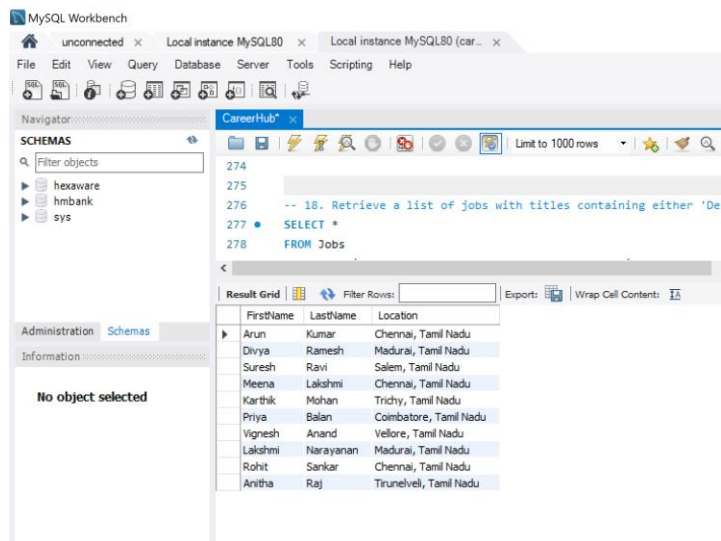 MySQL Workbench
unconnected × Local instance MySQL80 × Local instance MySQL80 (car... ×
File Edit View Query Database Server Tools Scripting Help
SQL SQL
Navigator
SCHEMAS
Filter objects
hexaware
hmbank
sys
Administration Schemas
Information
No object selected
CareerHub* ×
Limit to 1000 rows
274
275
276 -- 18. Retrieve a list of jobs with titles containing either 'De
277 SELECT *
278 FROM Jobs
Result Grid Filter Rows: Export: Wrap Cell Content: IA
FirstName LastName Location
Arun Kumar Chennai, Tamil Nadu
Divya Ramesh Madurai, Tamil Nadu
Suresh Ravi Salem, Tamil Nadu
Meena Lakshmi Chennai, Tamil Nadu
Karthik Mohan Trichy, Tamil Nadu
Priya Balan Coimbatore, Tamil Nadu
Vignesh Anand Vellore, Tamil Nadu
Lakshmi Narayanan Madurai, Tamil Nadu
Rohit Sankar Chennai, Tamil Nadu
Anitha Raj Tirunelveli, Tamil Nadu